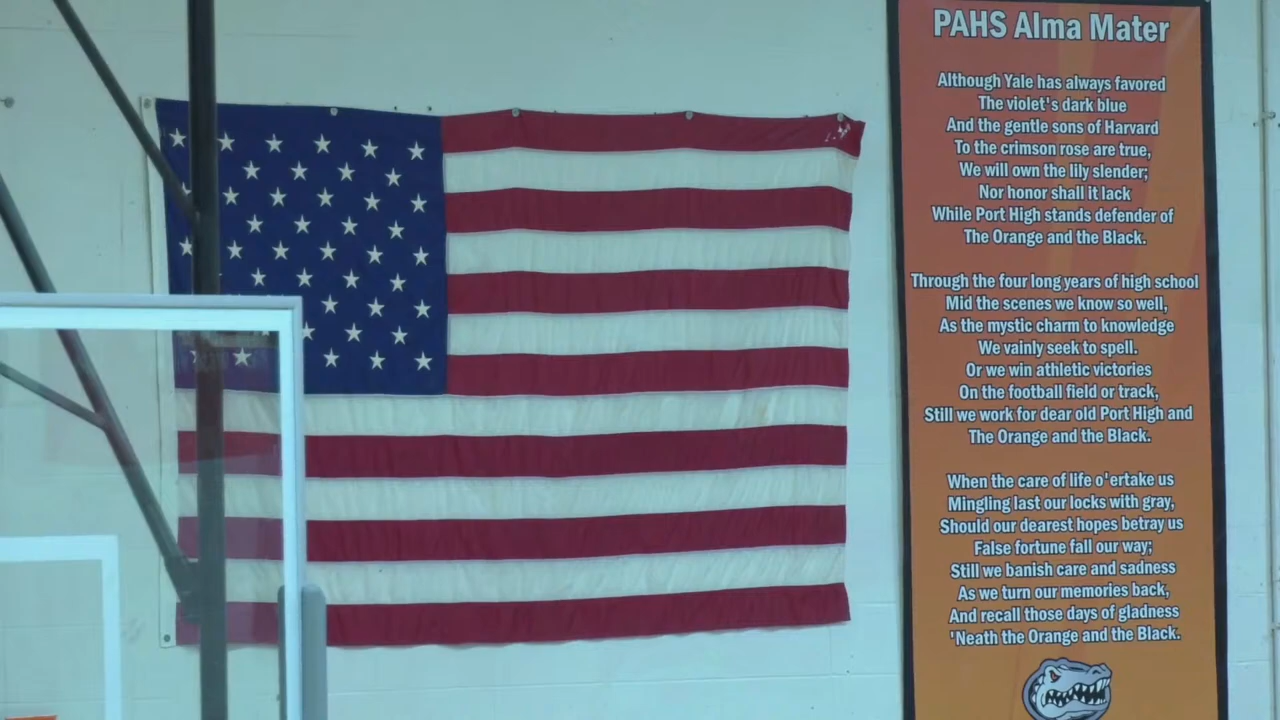 PAHS Alma Mater
Although Yale has always favored
The violet's dark blue
And the gentle sons of Harvard
To the crimson rose are true,
We will own the lily slender;
Nor honor shall it lack
While Port High stands defender of
The Orange and the Black.
Through the four long years of high school
Mid the scenes we know so well,
As the mystic charm to knowledge
We vainly seek to spell.
Or we win athletic victories
On the football field or track,
Still we work for dear old Port High and
The Orange and the Black.
When the care of life o'ertake us
Mingling last our locks with gray,
Should our dearest hopes betray us
False fortune fall our way;
Still we banish care and sadness
As we turn our memories back,
And recall those days of gladness
'Neath the Orange and the Black.